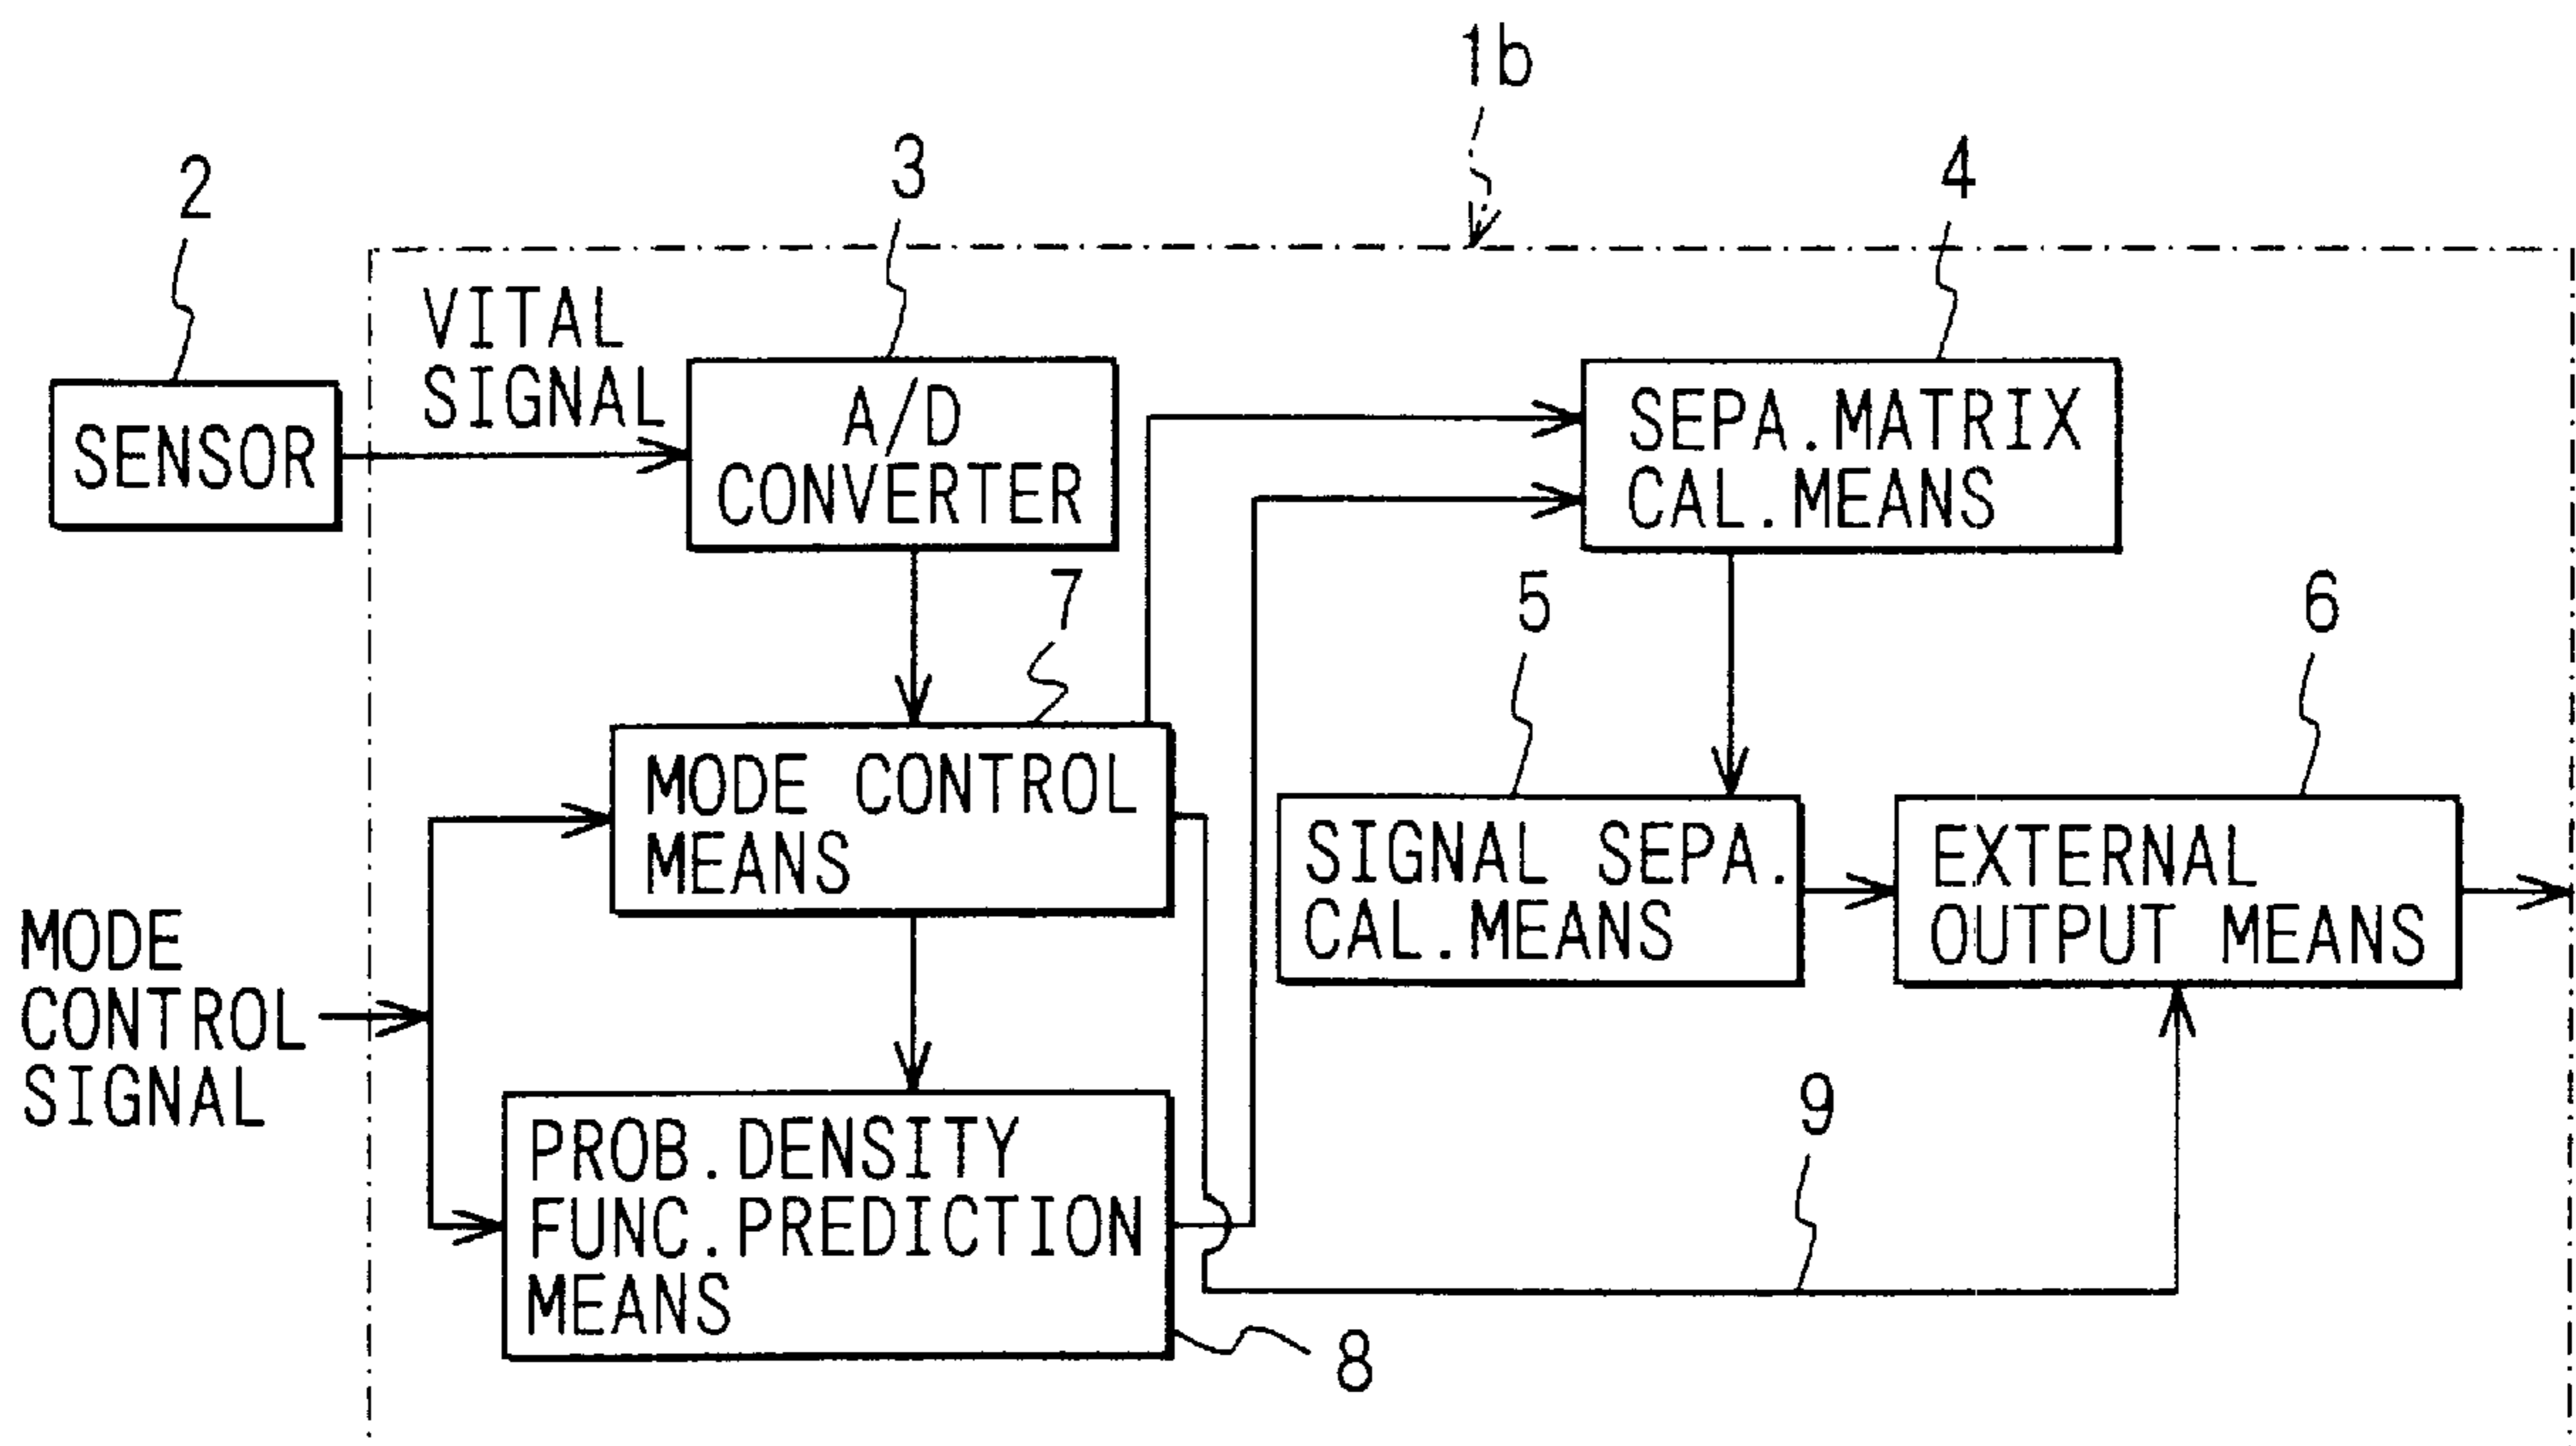 1b
2
3
4
VITAL
SIGNAL
SENSOR
A/D
CONVERTER
SEPA.MATRIX
CAL.MEANS
7
5
6
MODE CONTROL
MEANS
SIGNAL SEPA.
CAL.MEANS
EXTERNAL
OUTPUT MEANS
MODE
CONTROL
SIGNAL
9
PROB.DENSITY
FUNC.PREDICTION
MEANS
8